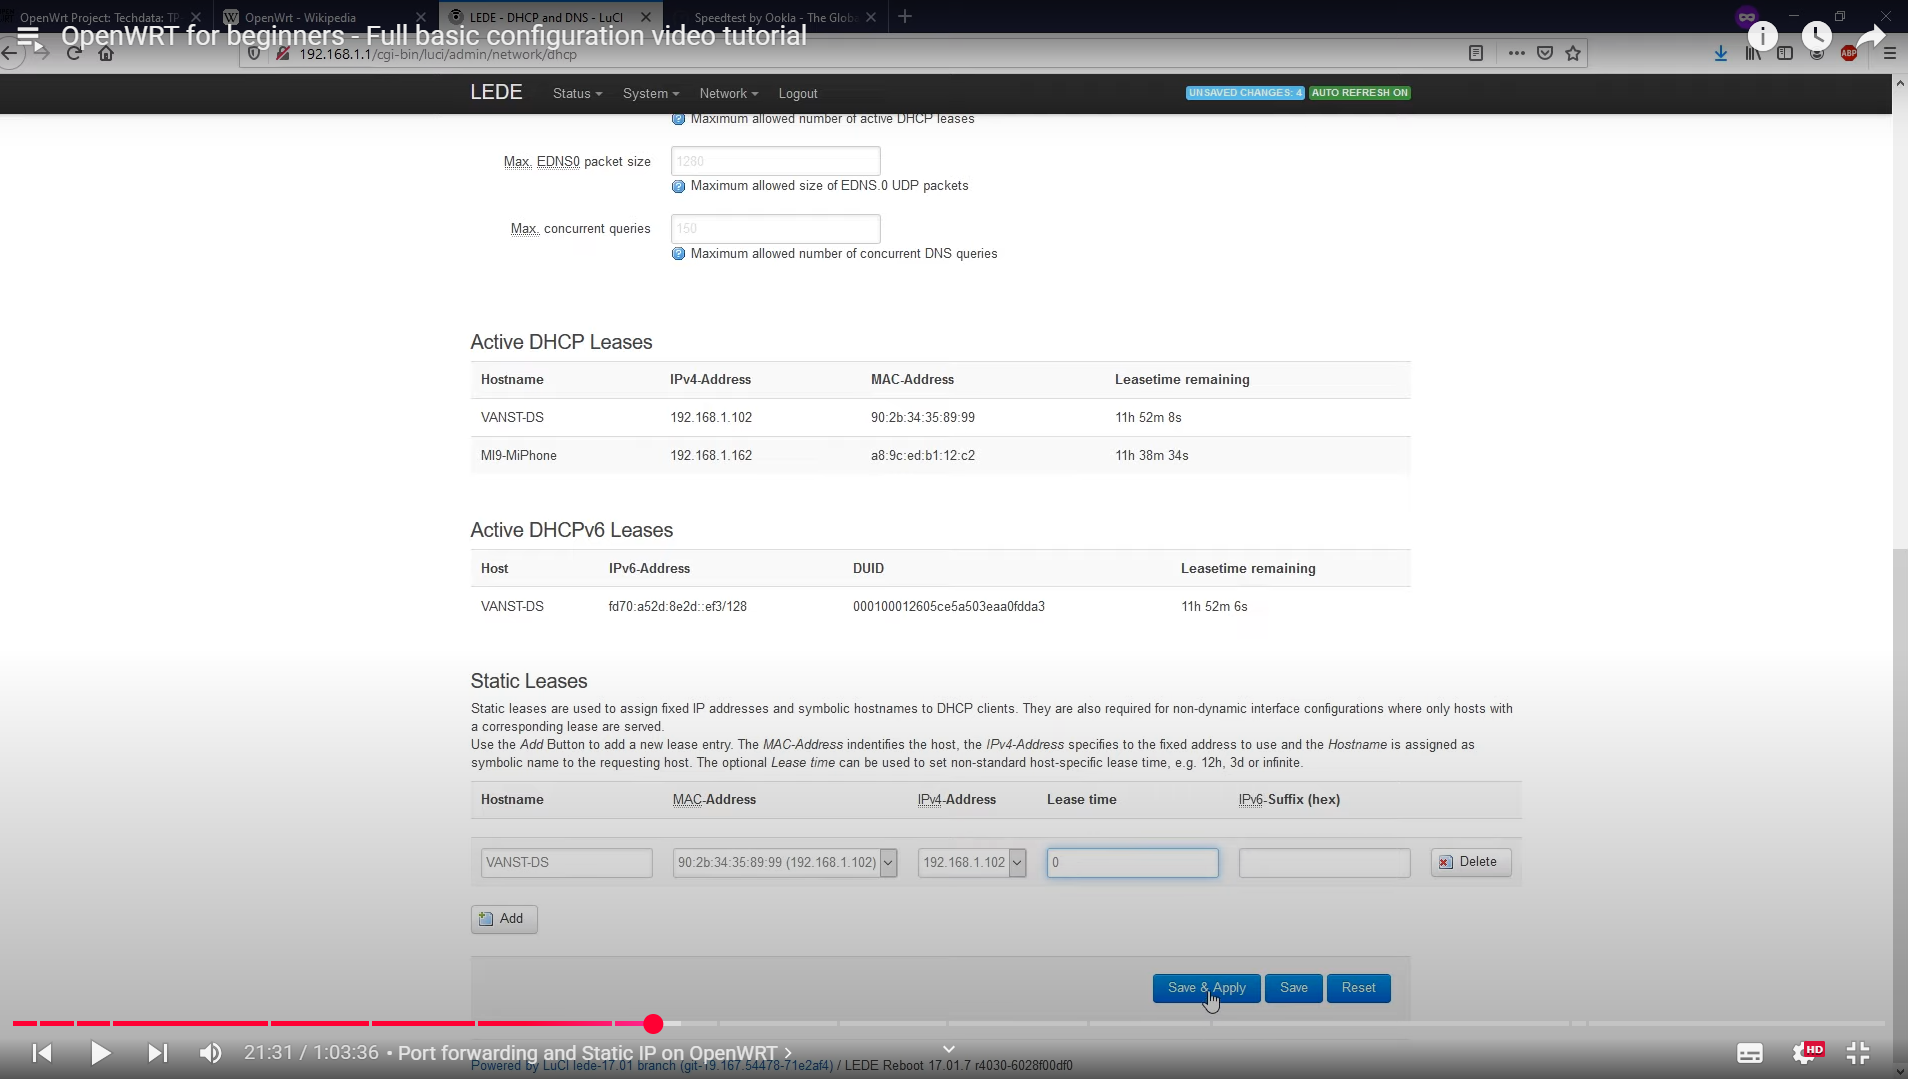 OpenWrt Project: Techdata: TP-
OpenWrt - Wikipedia
LEDE - DHCP and DNS - LuCI
Speedtest by Ookla - The Globa
OpenWRT for beginners - Full basic configuration video tutorial
192.168.1.1/cgi-bin/luci/admin/network/dhcp
ABP
LEDE
Status
System
Network
Logout
UNSAVED CHANGES: 4
AUTO REFRESH ON
Maximum allowed number of active DHCP leases
Max. EDNS0 packet size
1280
Maximum allowed size of EDNS.0 UDP packets
Max. concurrent queries
150
Maximum allowed number of concurrent DNS queries
Active DHCP Leases
Hostname IPv4-Address MAC-Address Leasetime remaining
VANST-DS 192.168.1.102 90:2b:34:35:89:99 11h 52m 8s
MI9-MiPhone 192.168.1.162 a8:9c:ed:b1:12:c2 11h 38m 34s
Active DHCPv6 Leases
Host IPv6-Address DUID Leasetime remaining
VANST-DS fd70:a52d:8e2d::ef3/128 000100012605ce5a503eaa0fdda3 11h 52m 6s
Static Leases
Static leases are used to assign fixed IP addresses and symbolic hostnames to DHCP clients. They are also required for non-dynamic interface configurations where only hosts with
a corresponding lease are served.
Use the Add Button to add a new lease entry. The MAC-Address indentifies the host, the IPv4-Address specifies to the fixed address to use and the Hostname is assigned as
symbolic name to the requesting host. The optional Lease time can be used to set non-standard host-specific lease time, e.g. 12h, 3d or infinite.
Hostname MAC-Address IPv4-Address Lease time IPv6-Suffix (hex)
VANST-DS 90:2b:34:35:89:99 (192.168.1.102) 192.168.1.102 0 Delete
Add
Save & Apply Save Reset
21:31 / 1:03:36 • Port forwarding and Static IP on OpenWRT
HD
Powered by LuCI lede-17.01 branch (git-19.167.54478-71e2af4) / LEDE Reboot 17.01.7 r4030-6028f00df0